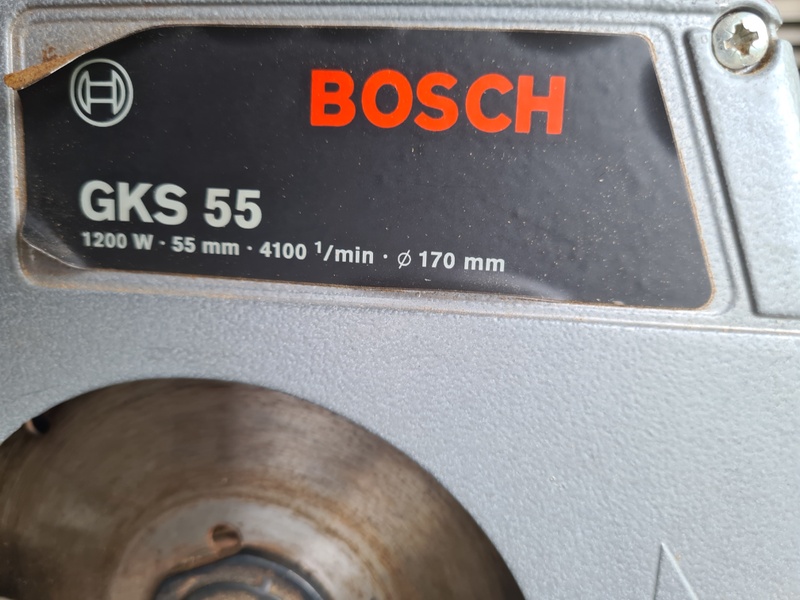 BOSCH
GKS 55
1200 W · 55 mm · 4100 ¹/min · ⌀ 170 mm